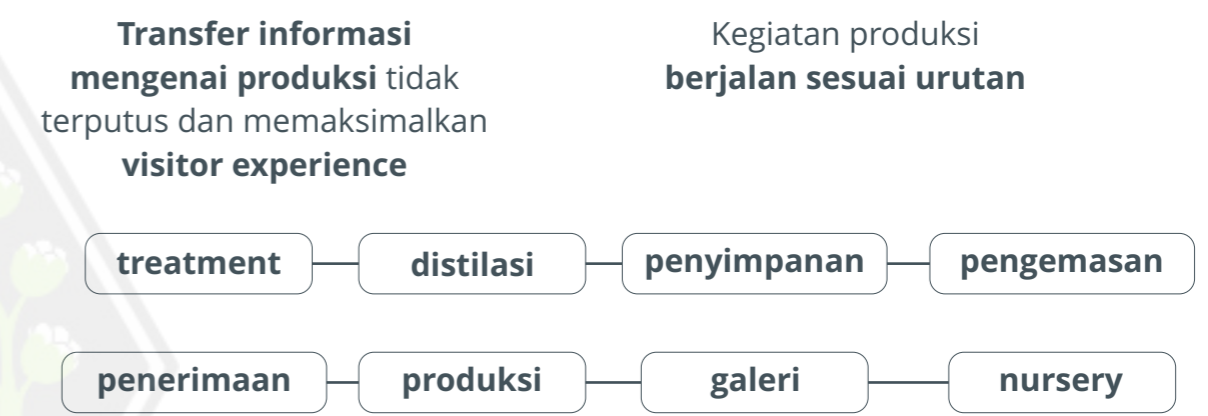 Transfer informasi
mengenai produksi tidak
terputus dan memaksimalkan
visitor experience
Kegiatan produksi
berjalan sesuai urutan
treatment
distilasi
penyimpanan
pengemasan
penerimaan
produksi
galeri
nursery